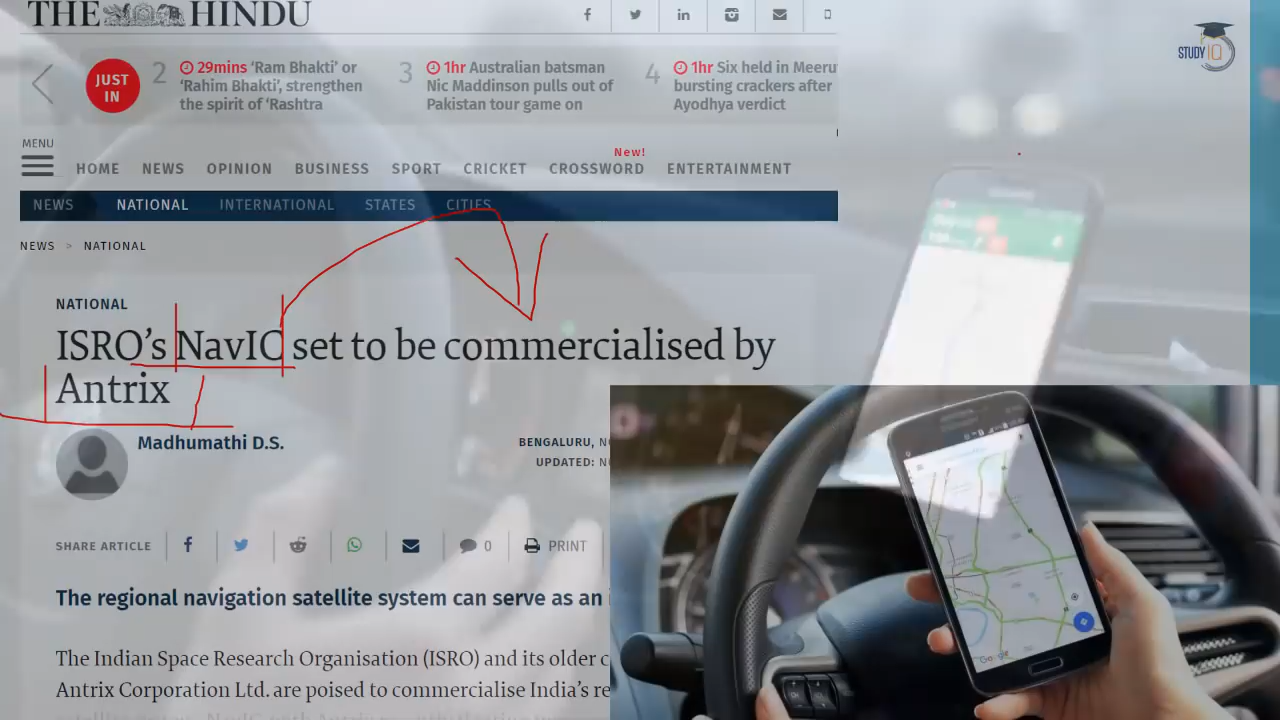 THE HINDU
STUDY IQ
JUST IN
2 29mins ‘Ram Bhakti’ or
‘Rahim Bhakti’, strengthen
the spirit of ‘Rashtra
3 1hr Australian batsman
Nic Maddinson pulls out of
Pakistan tour game on
4 1hr Six held in Meeru
bursting crackers after
Ayodhya verdict
MENU
New!
HOME NEWS OPINION BUSINESS SPORT CRICKET CROSSWORD ENTERTAINMENT
NEWS NATIONAL INTERNATIONAL STATES CITIES
NEWS > NATIONAL
NATIONAL
ISRO’s NavIC set to be commercialised by
Antrix
Madhumathi D.S.
BENGALURU, N
UPDATED: N
SHARE ARTICLE 0 PRINT
The regional navigation satellite system can serve as an
The Indian Space Research Organisation (ISRO) and its older c
Antrix Corporation Ltd. are poised to commercialise India’s re
Google